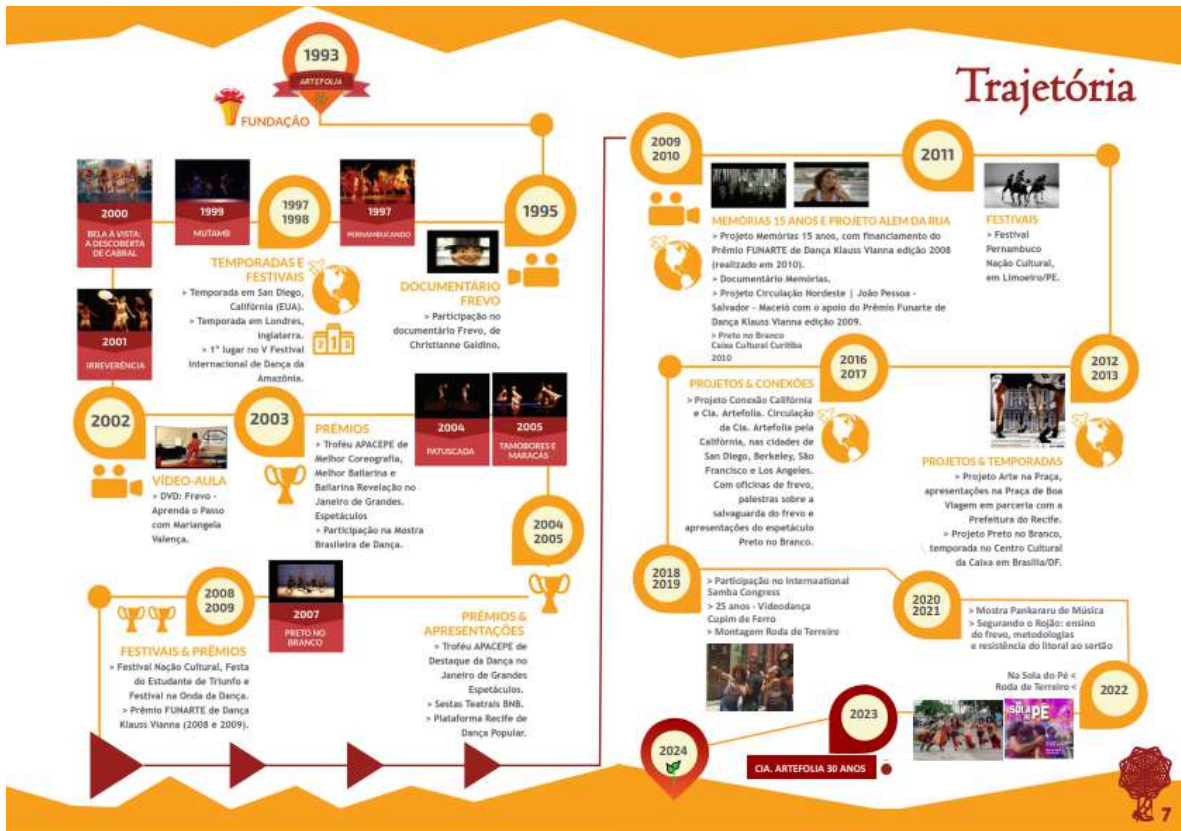 Trajetória
1993
ARTEFOLIA
FUNDAÇÃO
1995
DOCUMENTÁRIO
FREVO
» Participação no
documentário Frevo, de
Christianne Galdino.
1997
PERNAMBUCANDO
1997
1998
TEMPORADAS E
FESTIVAIS
» Temporada em San Diego,
Califórnia (EUA).
» Temporada em Londres,
Inglaterra.
» 1° lugar no V Festival
Internacional de Dança da
Amazônia.
1999
MUTAMB
2000
BELA À VISTA:
A DESCOBERTA
DE CABRAL
2001
IRREVERÊNCIA
2002
VÍDEO-AULA
» DVD: Frevo -
Aprenda o Passo
com Mariangela
Valença.
2003
PRÊMIOS
» Troféu APACEPE de
Melhor Coreografia,
Melhor Bailarina e
Bailarina Revelação no
Janeiro de Grandes.
Espetáculos
» Participação na Mostra
Brasileira de Dança.
2004
PATUSCADA
2005
TAMOBORES E
MARACÁS
2004
2005
PRÊMIOS &
APRESENTAÇÕES
» Troféu APACEPE de
Destaque da Dança no
Janeiro de Grandes
Espetáculos.
» Sestas Teatrais BNB.
» Plataforma Recife de
Dança Popular.
2007
PRETO NO
BRANCO
2008
2009
FESTIVAIS & PRÊMIOS
» Festival Nação Cultural, Festa
do Estudante de Triunfo e
Festival na Onda da Dança.
» Prêmio FUNARTE de Dança
Klauss Vianna (2008 e 2009).
2009
2010
MEMÓRIAS 15 ANOS E PROJETO ALEM DA RUA
» Projeto Memórias 15 anos, com financiamento do
Prêmio FUNARTE de Dança Klauss Vianna edição 2008
(realizado em 2010).
» Documentário Memórias.
» Projeto Circulação Nordeste | João Pessoa -
Salvador - Maceió com o apoio do Prêmio Funarte de
Dança Klauss Vianna edição 2009.
> Preto no Branco
Caixa Cultural Curitiba
2010
2011
FESTIVAIS
» Festival
Pernambuco
Nação Cultural,
em Limoeiro/PE.
2012
2013
PROJETOS & TEMPORADAS
» Projeto Arte na Praça,
apresentações na Praça de Boa
Viagem em parceria com a
Prefeitura do Recife.
» Projeto Preto no Branco,
temporada no Centro Cultural
da Caixa em Brasília/DF.
2016
2017
PROJETOS & CONEXÕES
> Projeto Conexão Califórnia
e Cia. Artefolia. Circulação
da Cia. Artefolia pela
Califórnia, nas cidades de
San Diego, Berkeley, São
Francisco e Los Angeles.
Com oficinas de frevo,
palestras sobre a
salvaguarda do frevo e
apresentações do espetáculo
Preto no Branco.
2018
2019
> Participação no Internaational
Samba Congress
> 25 anos - Videodança
Cupim de Ferro
> Montagem Roda de Terreiro
2020
2021
> Mostra Pankararu de Música
> Segurando o Rojão: ensino
do frevo, metodologias
e resistência do litoral ao sertão
2022
Na Sola do Pé <
Roda de Terreiro <
SOLA
PÉ
2023
CIA. ARTEFOLIA 30 ANOS
2024
7